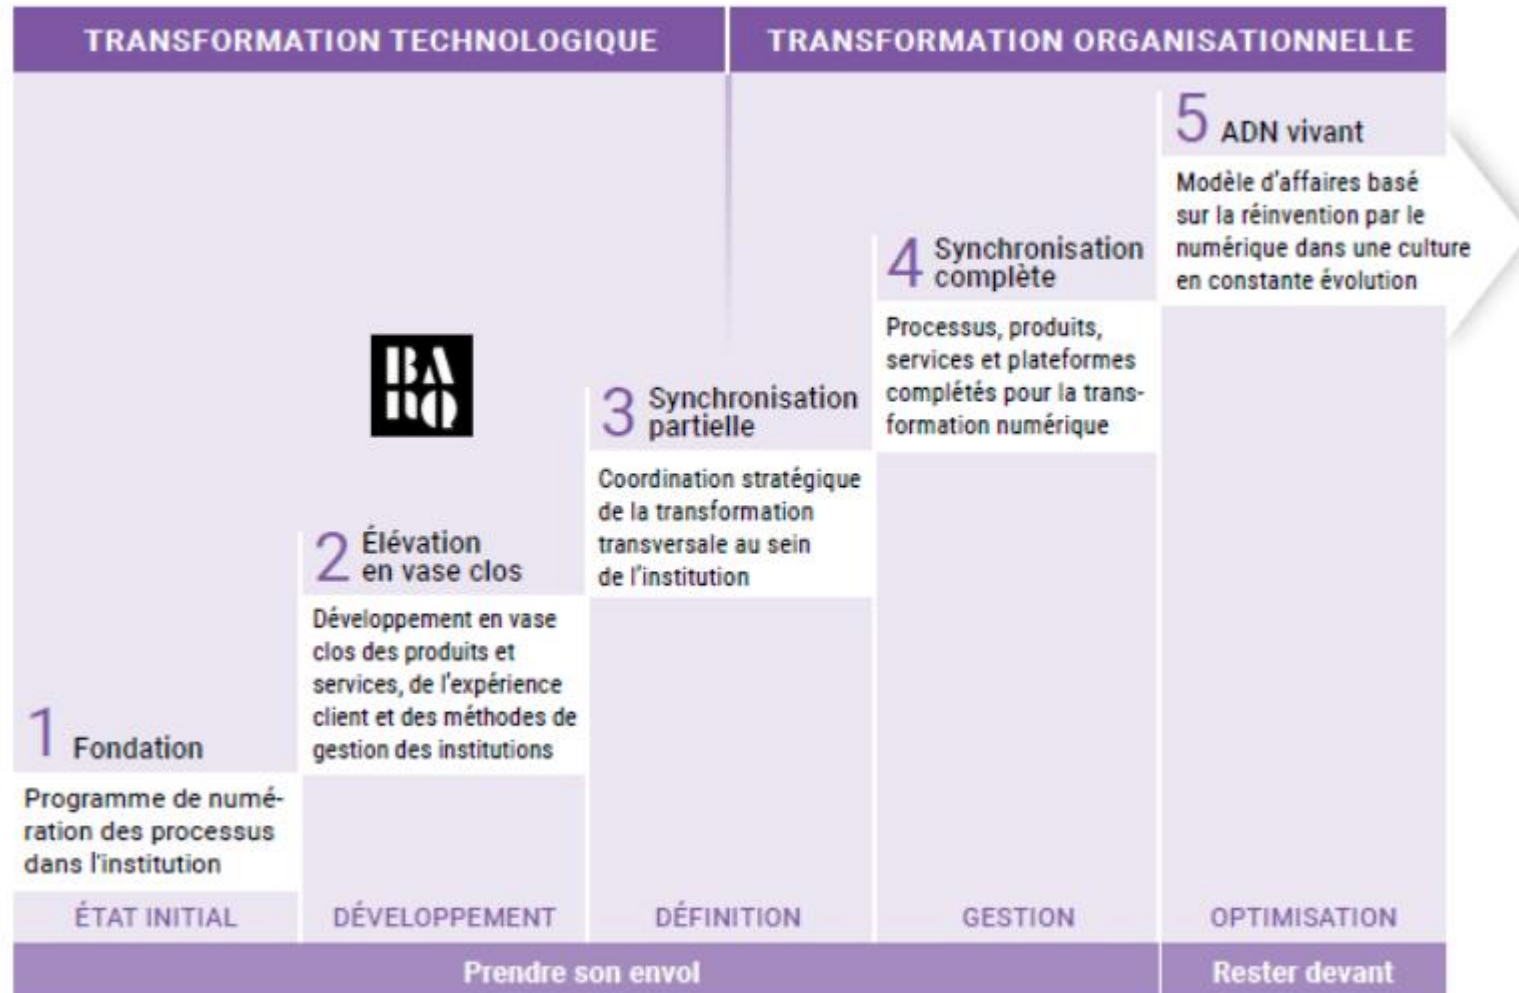 TRANSFORMATION TECHNOLOGIQUE
TRANSFORMATION ORGANISATIONNELLE
1 Fondation
Programme de numé-
ration des processus
dans l'institution
ÉTAT INITIAL
BA
NQ
2 Élévation
en vase clos
Développement en vase
clos des produits et
services, de l'expérience
client et des méthodes de
gestion des institutions
DÉVELOPPEMENT
3 Synchronisation
partielle
Coordination stratégique
de la transformation
transversale au sein
de l'institution
DÉFINITION
4 Synchronisation
complète
Processus, produits,
services et plateformes
complétés pour la trans-
formation numérique
GESTION
5 ADN vivant
Modèle d'affaires basé
sur la réinvention par le
numérique dans une culture
en constante évolution
OPTIMISATION
Prendre son envol
Rester devant